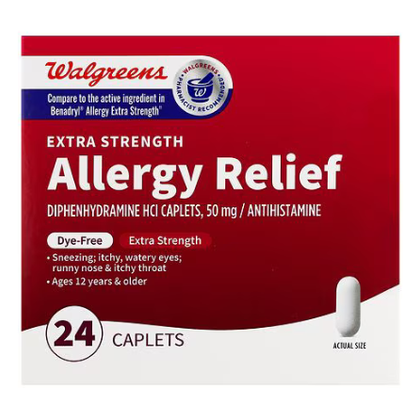 Walgreens
Compare to the active ingredient in
Benadryl® Allergy Extra Strength††
WALGREENS
W
PHARMACIST RECOMMENDED
EXTRA STRENGTH
Allergy Relief
DIPHENHYDRAMINE HCl CAPLETS, 50 mg / ANTIHISTAMINE
Dye-Free
Extra Strength
• Sneezing; itchy, watery eyes;
runny nose & itchy throat
• Ages 12 years & older
24 CAPLETS
ACTUAL SIZE